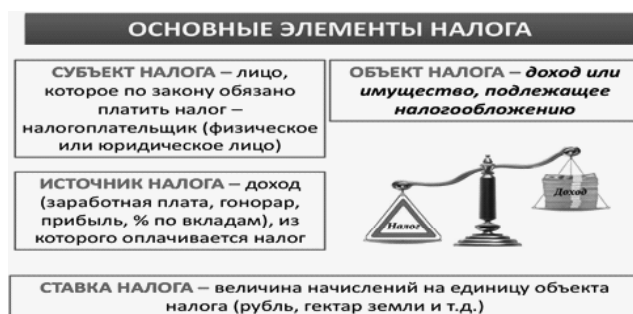 ОСНОВНЫЕ ЭЛЕМЕНТЫ НАЛОГА
СУБЪЕКТ НАЛОГА – лицо,
которое по закону обязано
платить налог –
налогоплательщик (физическое
или юридическое лицо)
ОБЪЕКТ НАЛОГА – доход или
имущество, подлежащее
налогообложению
ИСТОЧНИК НАЛОГА – доход
(заработная плата, гонорар,
прибыль, % по вкладам), из
которого оплачивается налог
Налог
Доход
СТАВКА НАЛОГА – величина начислений на единицу объекта
налога (рубль, гектар земли и т.д.)